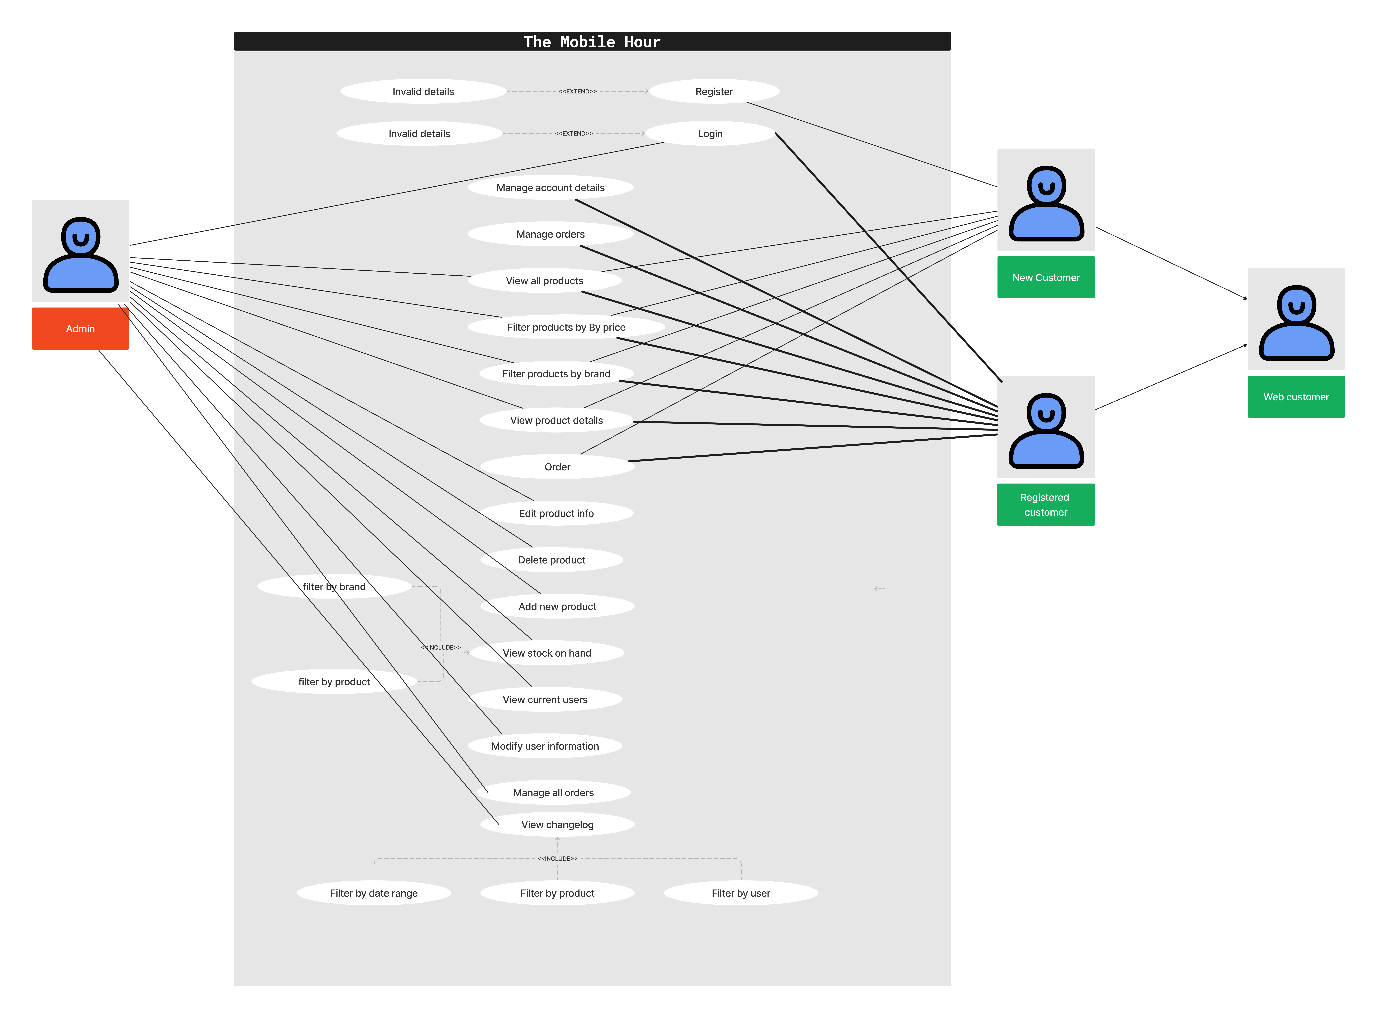 The Mobile Hour
Invalid details
<<EXTEND>>
Register
Invalid details
<<EXTEND>>
Login
Manage account details
Manage orders
View all products
Filter products by By price
Filter products by brand
View product details
Order
Edit product info
Delete product
filter by brand
Add new product
<<INCLUDE>>
View stock on hand
filter by product
View current users
Modify user information
Manage all orders
View changelog
<<INCLUDE>>
Filter by date range
Filter by product
Filter by user
Admin
New Customer
Registered
customer
Web customer